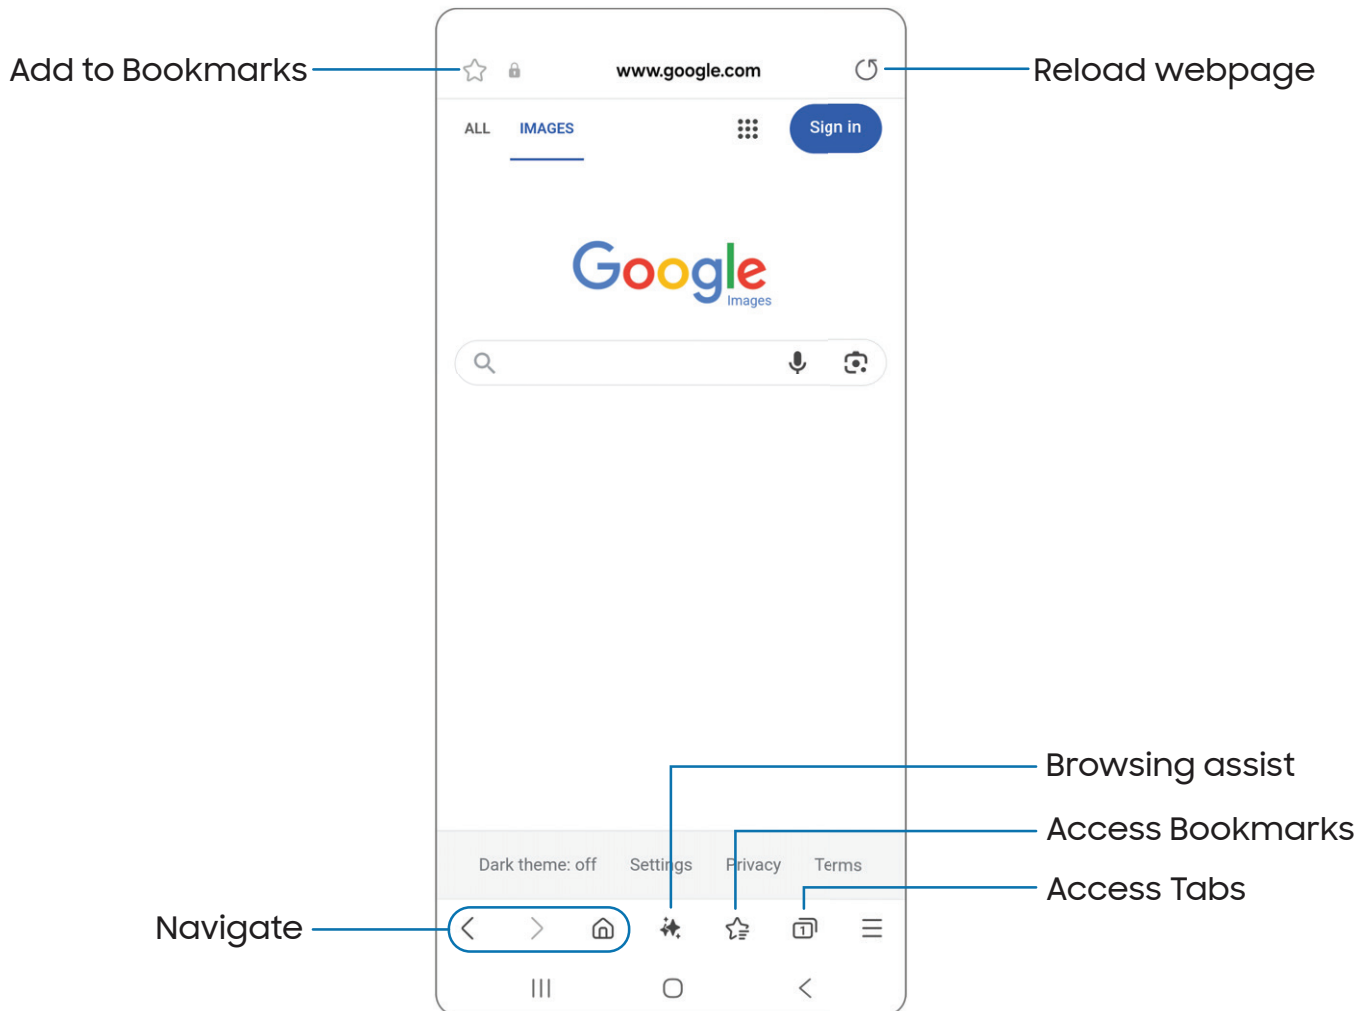 Add to Bookmarks
www.google.com
Reload webpage
ALL IMAGES
Sign in
Google
Images
Browsing assist
Access Bookmarks
Dark theme: off Settings Privacy Terms
Access Tabs
Navigate
1